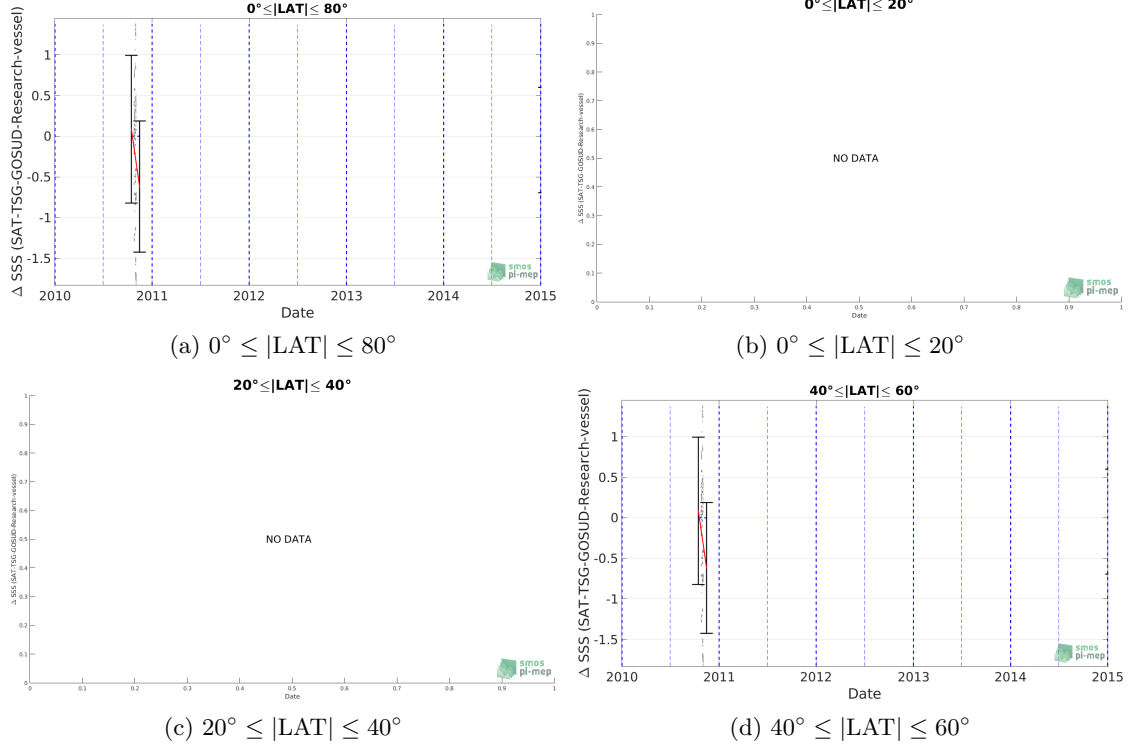 0°≤|LAT|≤ 80°
Δ SSS (SAT-TSG-GOSUD-Research-vessel)
1
0.5
0
-0.5
-1
-1.5
2010 2011 2012 2013 2014 2015
Date
smos
pi-mep
(a) 0° ≤ |LAT| ≤ 80°
0°≤|LAT|≤ 20°
Δ SSS (SAT-TSG-GOSUD-Research-vessel)
1
0.9
0.8
0.7
0.6
0.5
0.4
0.3
0.2
0.1
0
NO DATA
0 0.1 0.2 0.3 0.4 0.5 0.6 0.7 0.8 0.9 1
Date
smos
pi-mep
(b) 0° ≤ |LAT| ≤ 20°
20°≤|LAT|≤ 40°
Δ SSS (SAT-TSG-GOSUD-Research-vessel)
1
0.9
0.8
0.7
0.6
0.5
0.4
0.3
0.2
0.1
0
NO DATA
0 0.1 0.2 0.3 0.4 0.5 0.6 0.7 0.8 0.9 1
Date
smos
pi-mep
(c) 20° ≤ |LAT| ≤ 40°
40°≤|LAT|≤ 60°
Δ SSS (SAT-TSG-GOSUD-Research-vessel)
1
0.5
0
-0.5
-1
-1.5
2010 2011 2012 2013 2014 2015
Date
smos
pi-mep
(d) 40° ≤ |LAT| ≤ 60°